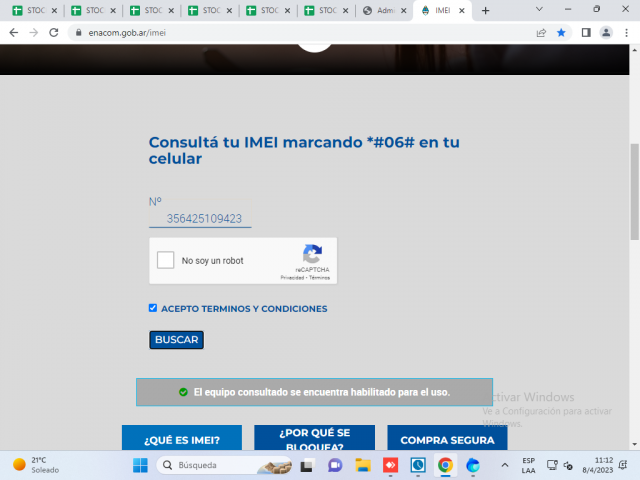 STOC
STOC
STOC
STOC
STOC
STOC
Adm
IMEI
enacom.gob.ar/imei
Consultá tu IMEI marcando *#06# en tu
celular
Nº
356425109423
No soy un robot
reCAPTCHA
Privacidad • Términos
ACEPTO TERMINOS Y CONDICIONES
BUSCAR
El equipo consultado se encuentra habilitado para el uso.
Activar Windows
Ve a Configuración para activar
Windows.
¿QUÉ ES IMEI?
¿POR QUÉ SE
BLOQUEA?
COMPRA SEGURA
21°C
Soleado
Búsqueda
ESP
LAA
11:12
8/4/2023